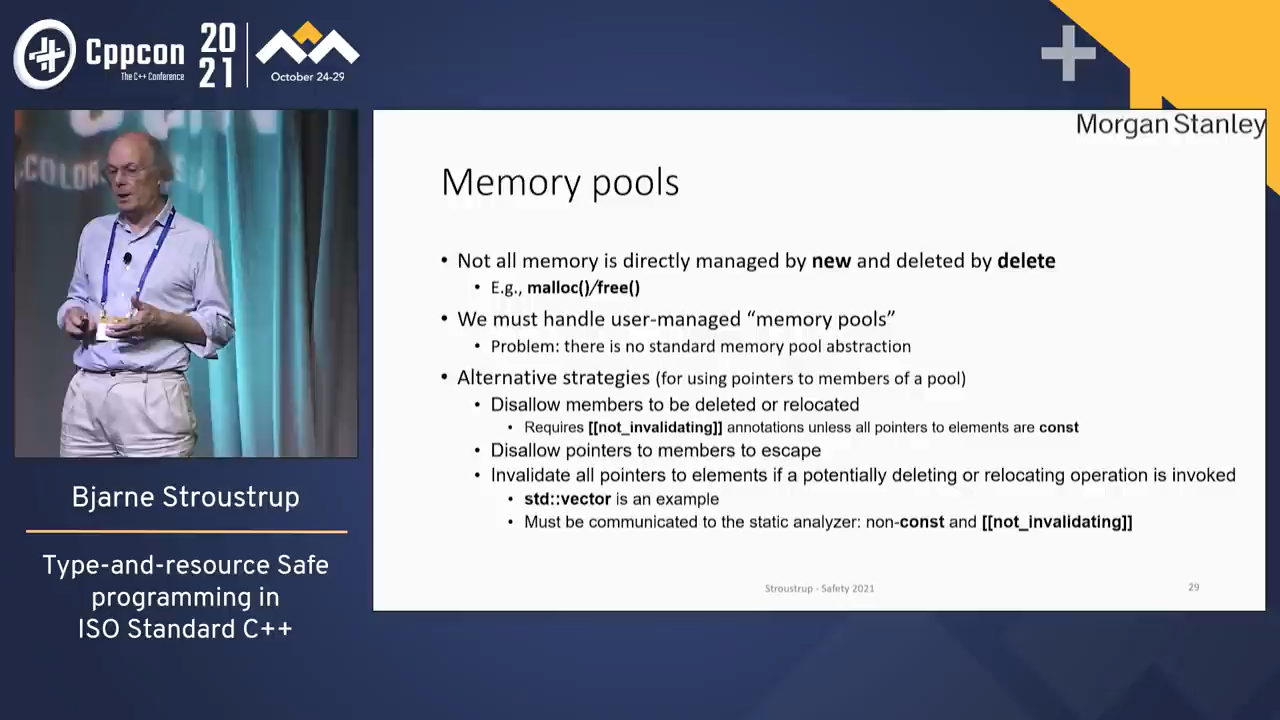 Cppcon
The C++ Conference
20
21
October 24-29
Morgan Stanley
COLOR
Memory pools
• Not all memory is directly managed by new and deleted by delete
• E.g., malloc()/free()
• We must handle user-managed “memory pools”
• Problem: there is no standard memory pool abstraction
• Alternative strategies (for using pointers to members of a pool)
• Disallow members to be deleted or relocated
• Requires [[not_invalidating]] annotations unless all pointers to elements are const
• Disallow pointers to members to escape
• Invalidate all pointers to elements if a potentially deleting or relocating operation is invoked
• std::vector is an example
• Must be communicated to the static analyzer: non-const and [[not_invalidating]]
Stroustrup - Safety 2021
29
Bjarne Stroustrup
Type-and-resource Safe
programming in
ISO Standard C++